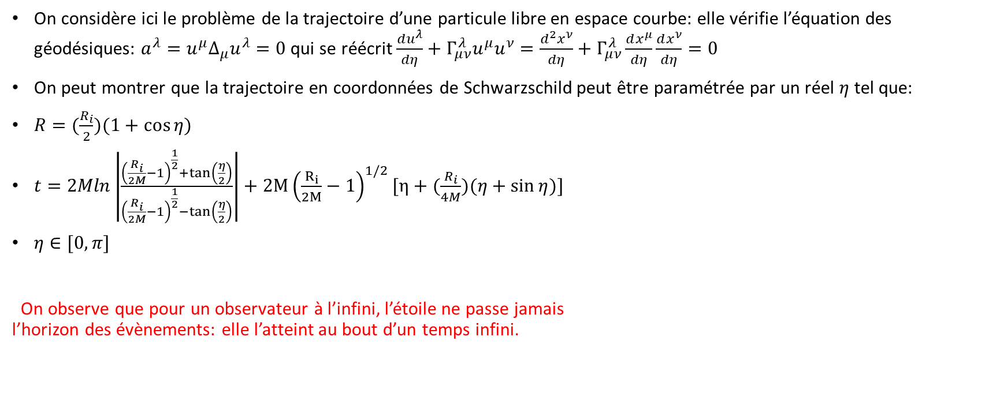 • On considère ici le problème de la trajectoire d’une particule libre en espace courbe: elle vérifie l’équation des
géodésiques: $a^{\lambda} = u^{\mu}\Delta_{\mu}u^{\lambda} = 0$ qui se réécrit $\frac{du^{\lambda}}{d\eta} + \Gamma^{\lambda}_{\mu\nu}u^{\mu}u^{\nu} = \frac{d^{2}x^{\nu}}{d\eta} + \Gamma^{\lambda}_{\mu\nu}\frac{dx^{\mu}}{d\eta}\frac{dx^{\nu}}{d\eta} = 0$
• On peut montrer que la trajectoire en coordonnées de Schwarzschild peut être paramétrée par un réel $\eta$ tel que:
• $R = (\frac{R_i}{2})(1 + \cos\eta)$
• $t = 2Mln\left|\frac{\left(\frac{R_i}{2M}-1\right)^{\frac{1}{2}}+\tan\left(\frac{\eta}{2}\right)}{\left(\frac{R_i}{2M}-1\right)^{\frac{1}{2}}-\tan\left(\frac{\eta}{2}\right)}\right| + 2M\left(\frac{R_i}{2M} - 1\right)^{1/2}[\eta + (\frac{R_i}{4M})(\eta + \sin\eta)]$
• $\eta \in [0, \pi]$
On observe que pour un observateur à l’infini, l’étoile ne passe jamais
l’horizon des évènements: elle l’atteint au bout d’un temps infini.